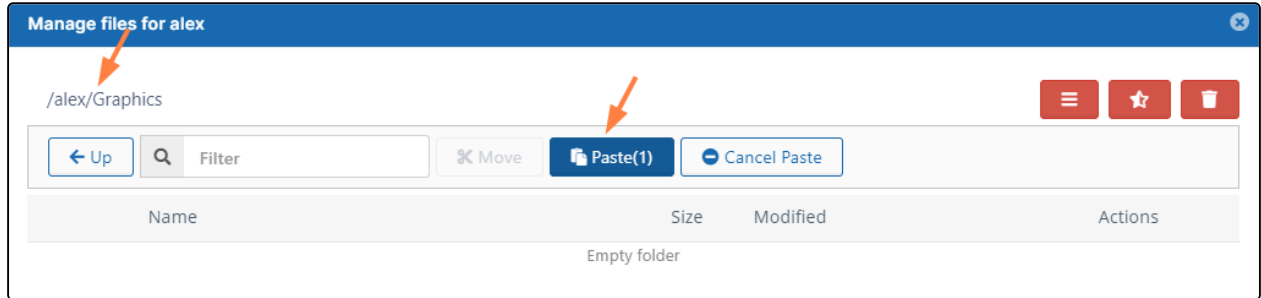 Manage files for alex
/alex/Graphics
Up Filter Move Paste(1) Cancel Paste
Name Size Modified Actions
Empty folder